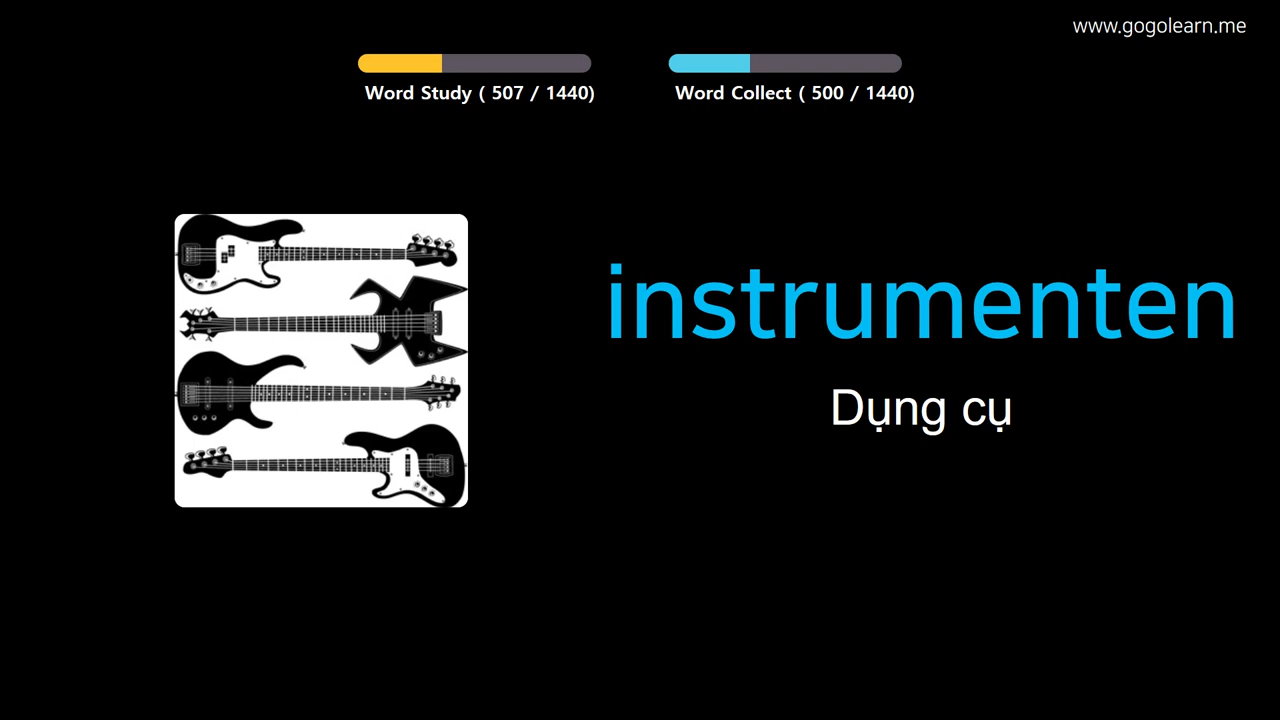 www.gogolearn.me
Word Study ( 507 / 1440)
Word Collect ( 500 / 1440)
instrumenten
Dụng cụ